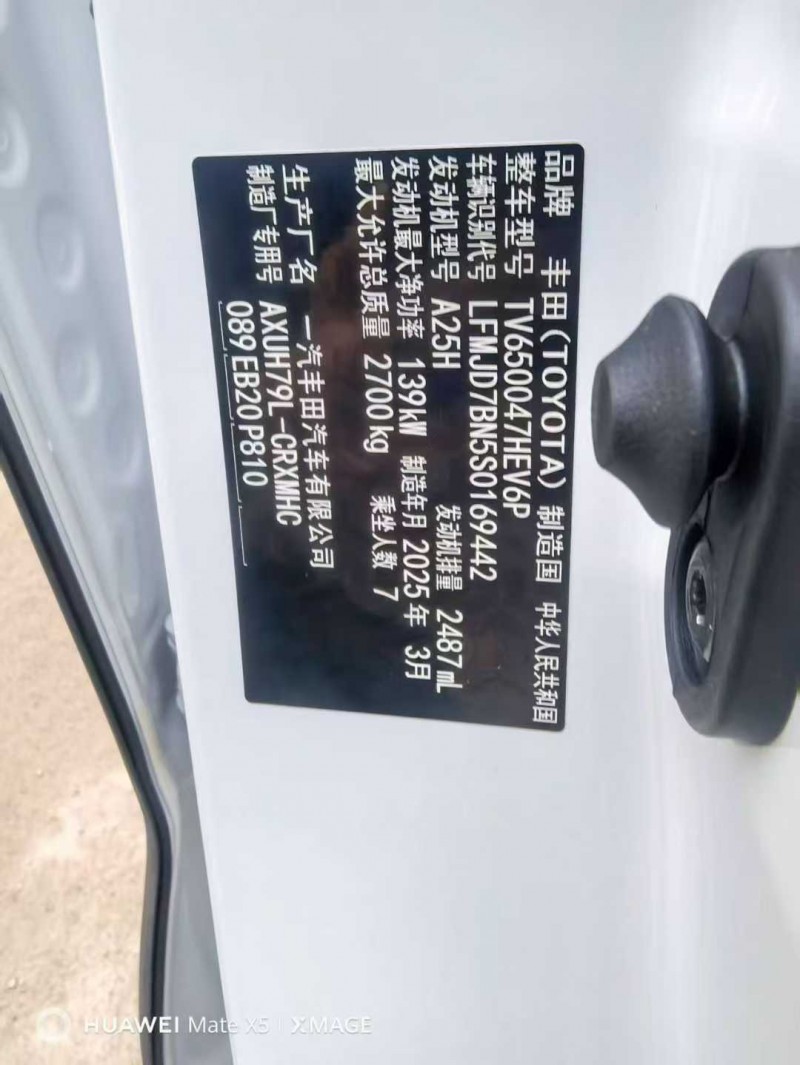 品牌 丰田(TOYOTA) 制造国 中华人民共和国
整车型号 TV650047HEV6P
车辆识别代号 LFMJD7BN5S0169442
发动机型号 A25H 发动机排量 2487mL
发动机最大净功率 139kW 制造年月 2025年 3月
最大允许总质量 2700kg 乘坐人数 7
生产厂名 一汽丰田汽车有限公司
制造厂专用号 AXUH79L-CRXMHC
089 EB20 P810
HUAWEI Mate X5 | XMAGE